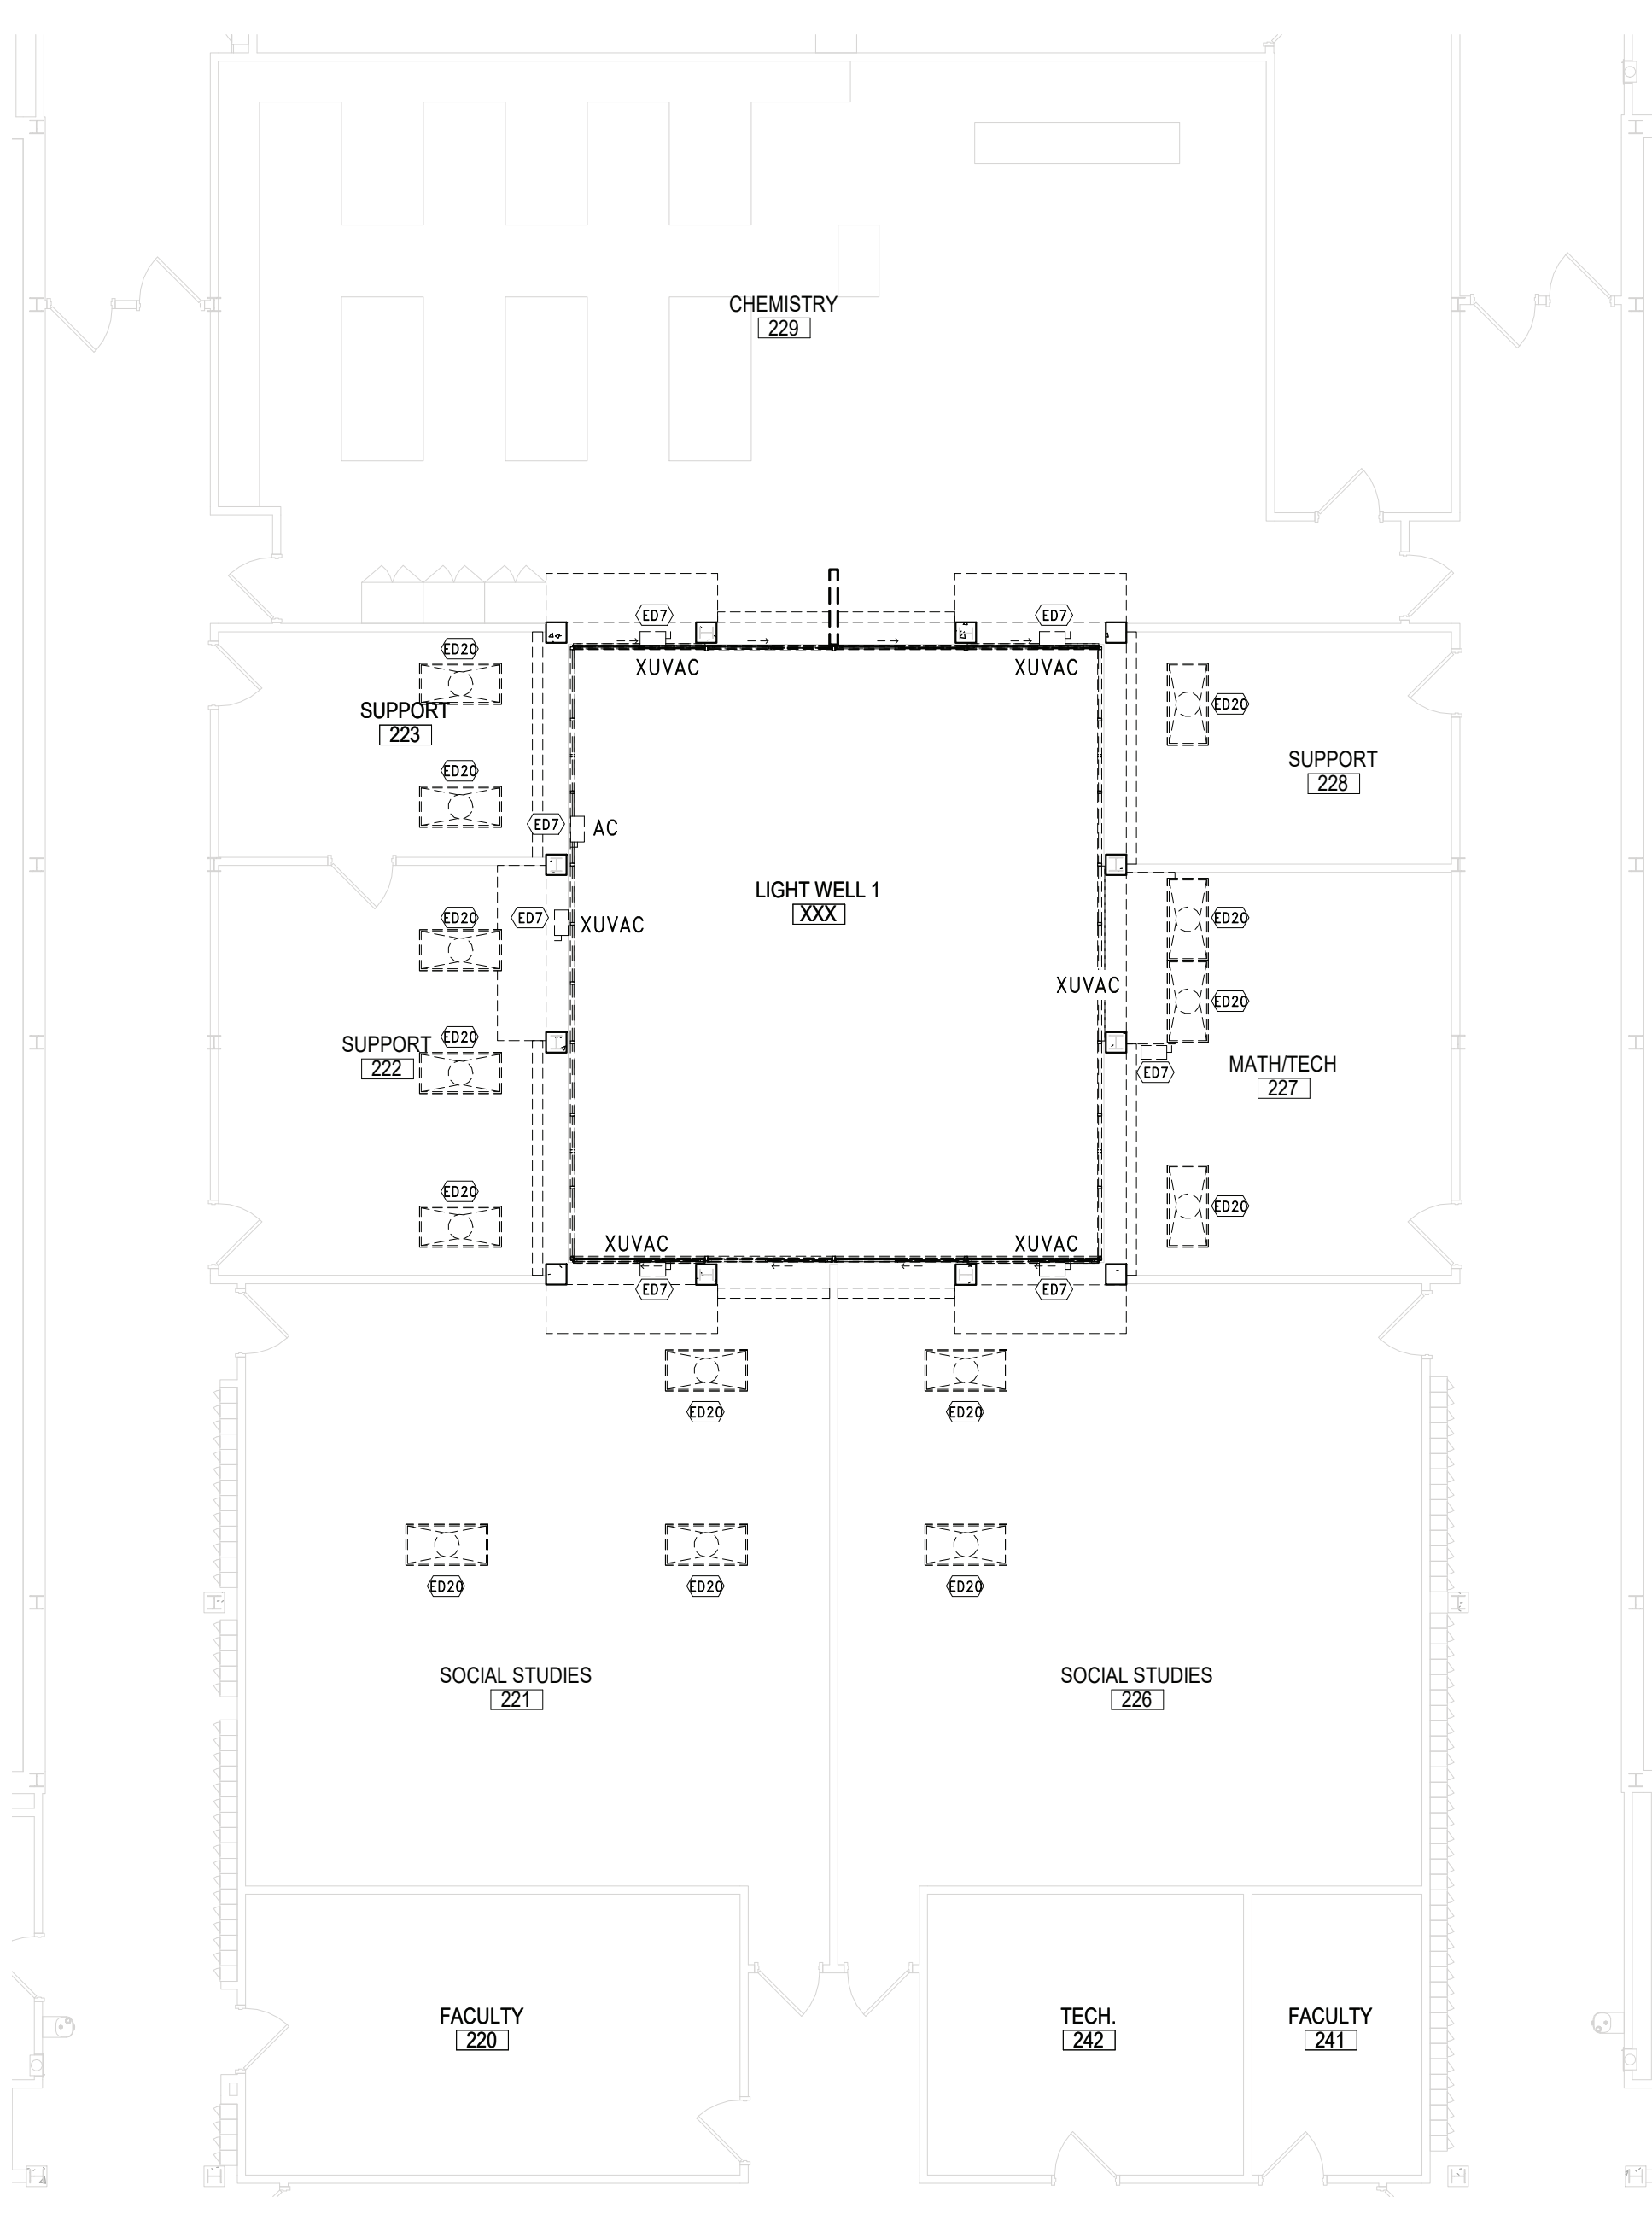 CHEMISTRY
229
ED7
ED7
XUVAC
XUVAC
ED20
SUPPORT
223
ED20
ED20
SUPPORT
228
ED7
AC
LIGHT WELL 1
XXX
ED20
ED7
XUVAC
ED20
XUVAC
ED20
ED20
SUPPORT
222
ED7
MATH/TECH
227
ED20
ED20
XUVAC
XUVAC
ED7
ED7
ED20
ED20
ED20
ED20
ED20
SOCIAL STUDIES
221
SOCIAL STUDIES
226
FACULTY
220
TECH.
242
FACULTY
241